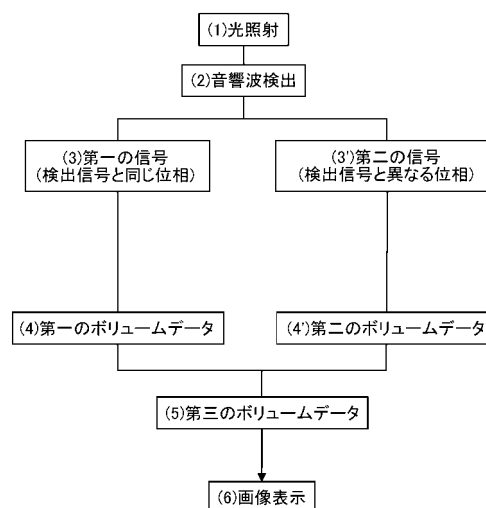 (1)光照射
(2)音響波検出
(3)第一の信号
(検出信号と同じ位相)
(3')第二の信号
(検出信号と異なる位相)
(4)第一のボリュームデータ
(4')第二のボリュームデータ
(5)第三のボリュームデータ
(6)画像表示